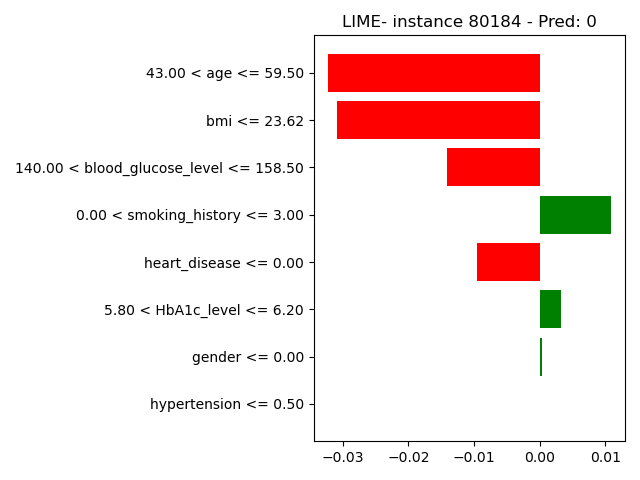 LIME- instance 80184 - Pred: 0
43.00 < age <= 59.50
bmi <= 23.62
140.00 < blood_glucose_level <= 158.50
0.00 < smoking_history <= 3.00
heart_disease <= 0.00
5.80 < HbA1c_level <= 6.20
gender <= 0.00
hypertension <= 0.50
−0.03 −0.02 −0.01 0.00 0.01